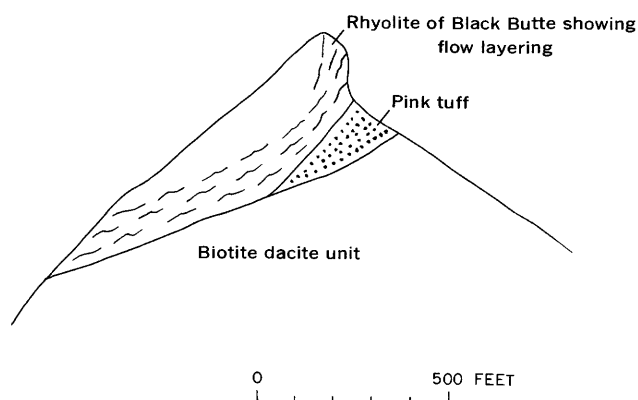 Rhyolite of Black Butte showing
flow layering
Pink tuff
Biotite dacite unit
0 500 FEET